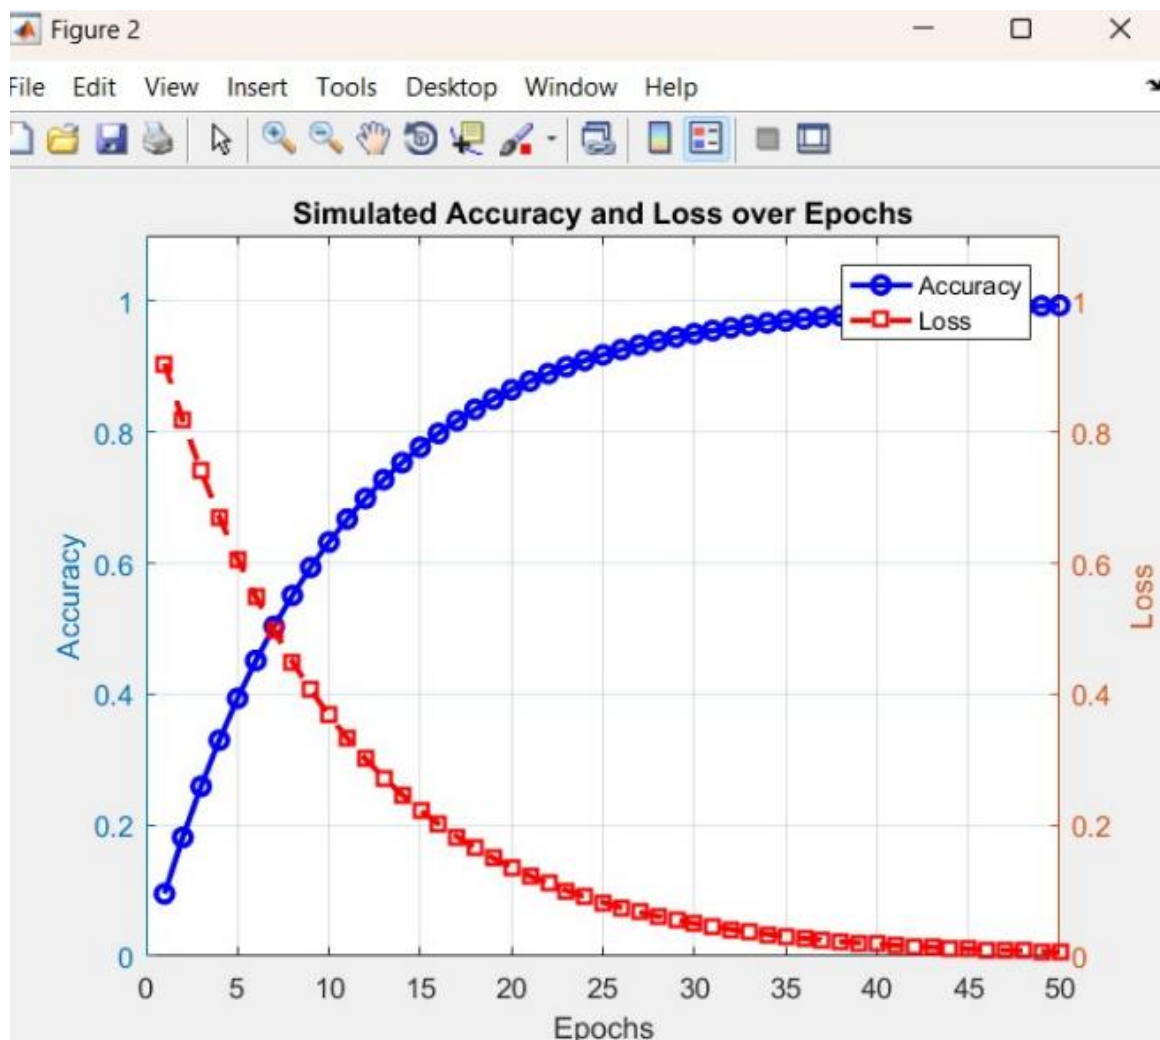 Figure 2
File Edit View Insert Tools Desktop Window Help
Simulated Accuracy and Loss over Epochs
Accuracy
Loss
1
0.8
0.6
0.4
0.2
0
Accuracy
1
0.8
0.6
0.4
0.2
0
Loss
0 5 10 15 20 25 30 35 40 45 50
Epochs